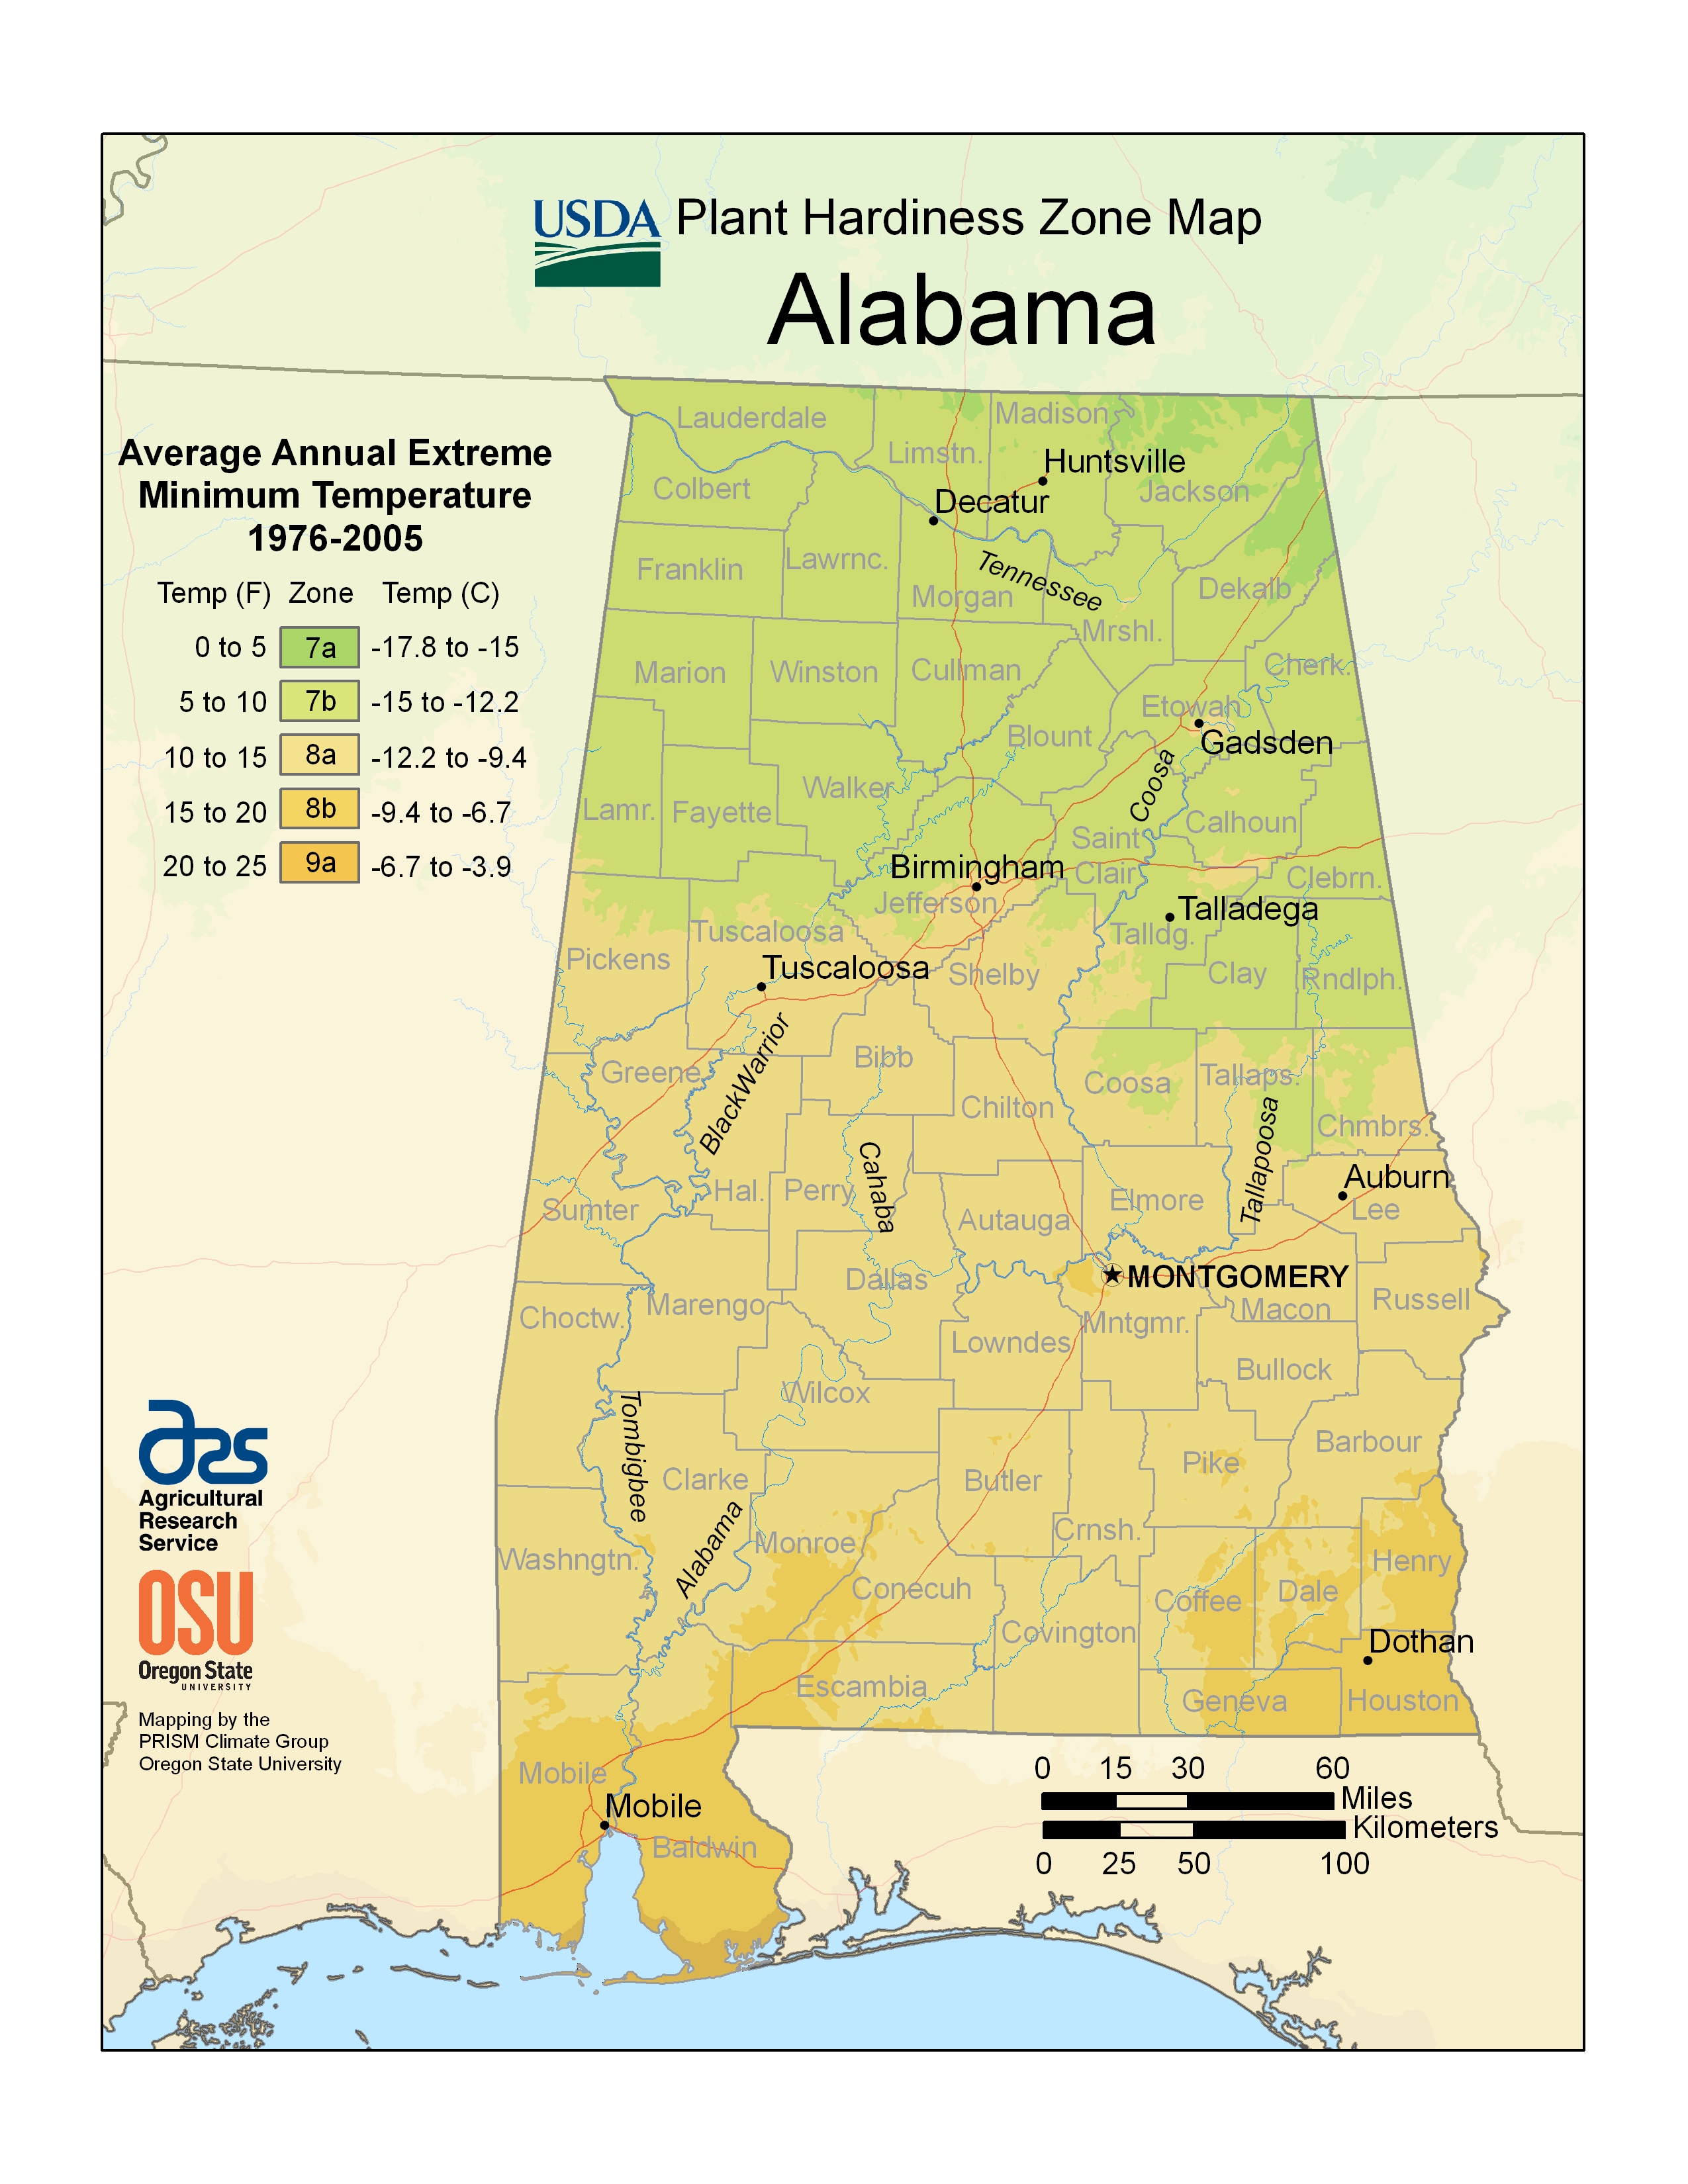 USDA Plant Hardiness Zone Map
Alabama
Average Annual Extreme
Minimum Temperature
1976-2005
Temp (F) Zone Temp (C)
0 to 5 7a -17.8 to -15
5 to 10 7b -15 to -12.2
10 to 15 8a -12.2 to -9.4
15 to 20 8b -9.4 to -6.7
20 to 25 9a -6.7 to -3.9
Lauderdale
Madison
Limstn.
Huntsville
Colbert
Decatur
Jackson
Franklin
Lawrnc.
Tennessee
Morgan
Dekalb
Mrshl.
Marion
Winston
Cullman
Cherk.
Etowah
Blount
Gadsden
Coosa
Walker
Lamr.
Fayette
Calhoun
Saint
Clair
Birmingham
Jefferson
Clebrn.
Talladega
Talldg.
Tuscaloosa
Pickens
Tuscaloosa
Shelby
Clay
Rndlph.
BlackWarrior
Greene
Bibb
Coosa
Tallaps.
Chilton
Tallapoosa
Chmbrs.
Cahaba
Auburn
Hal.
Perry
Elmore
Sumter
Autauga
Lee
MONTGOMERY
Dallas
Marengo
Choctw.
Macon
Russell
Mntgmr.
Lowndes
Bullock
Wilcox
Tombigbee
Barbour
Clarke
Butler
Pike
Alabama
Monroe
Crnsh.
Washngtn.
Henry
Conecuh
Coffee
Dale
Covington
Dothan
Escambia
Geneva
Houston
Mobile
Mobile
Baldwin
ars
Agricultural
Research
Service
OSU
Oregon State
UNIVERSITY
Mapping by the
PRISM Climate Group
Oregon State University
0 15 30 60
Miles
Kilometers
0 25 50 100